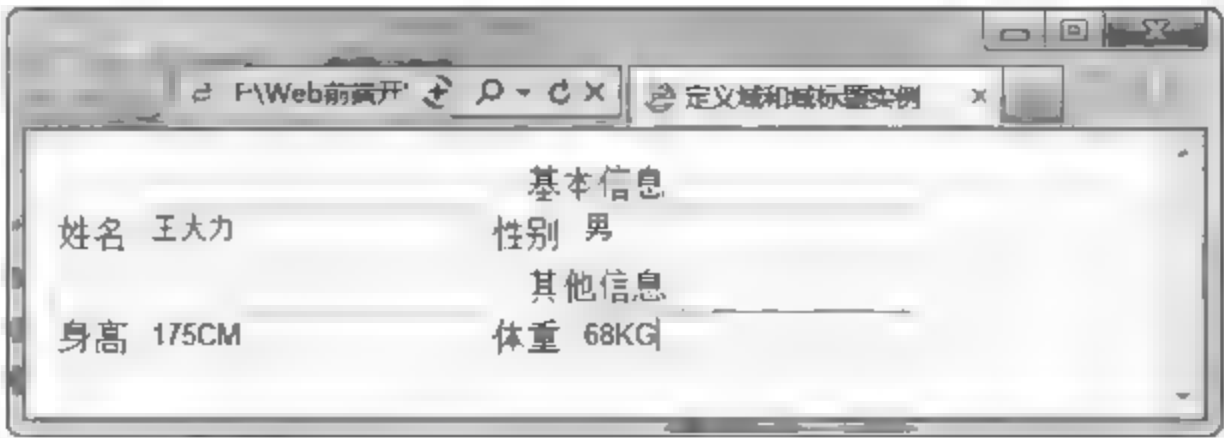 F\Web前端开
定义域和域标题实例
基本信息
姓名 王大力 性别 男
其他信息
身高 175CM 体重 68KG